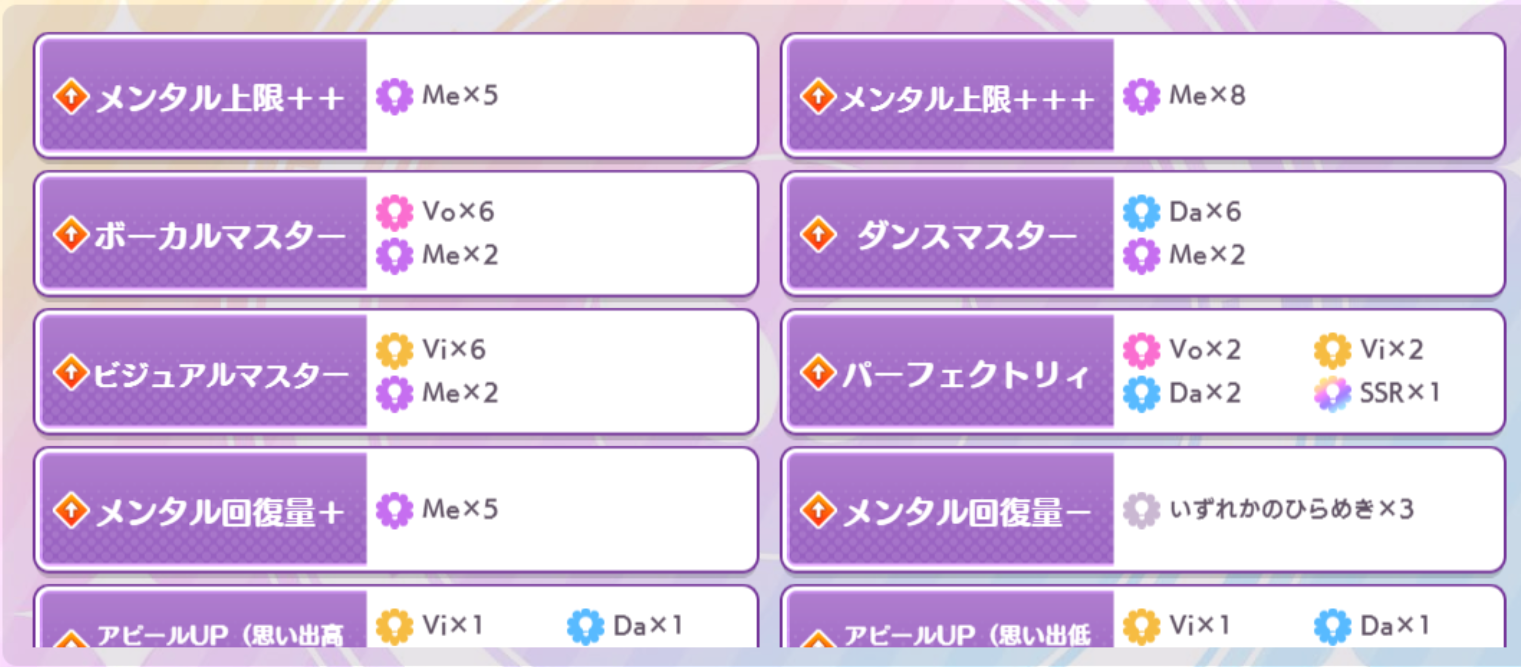 メンタル上限＋＋
Me×5
メンタル上限＋＋＋
Me×8
ボーカルマスター
Vo×6
Me×2
ダンスマスター
Da×6
Me×2
ビジュアルマスター
Vi×6
Me×2
パーフェクトリィ
Vo×2 Vi×2
Da×2 SSR×1
メンタル回復量＋
Me×5
メンタル回復量－
いずれかのひらめき×3
アピールUP（思い出高
Vi×1 Da×1
アピールUP（思い出低
Vi×1 Da×1